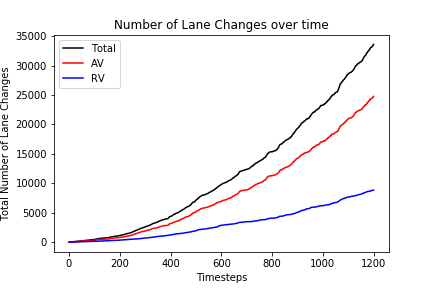 Number of Lane Changes over time
Total Number of Lane Changes
35000
30000
25000
20000
15000
10000
5000
0
Total
AV
RV
0 200 400 600 800 1000 1200
Timesteps